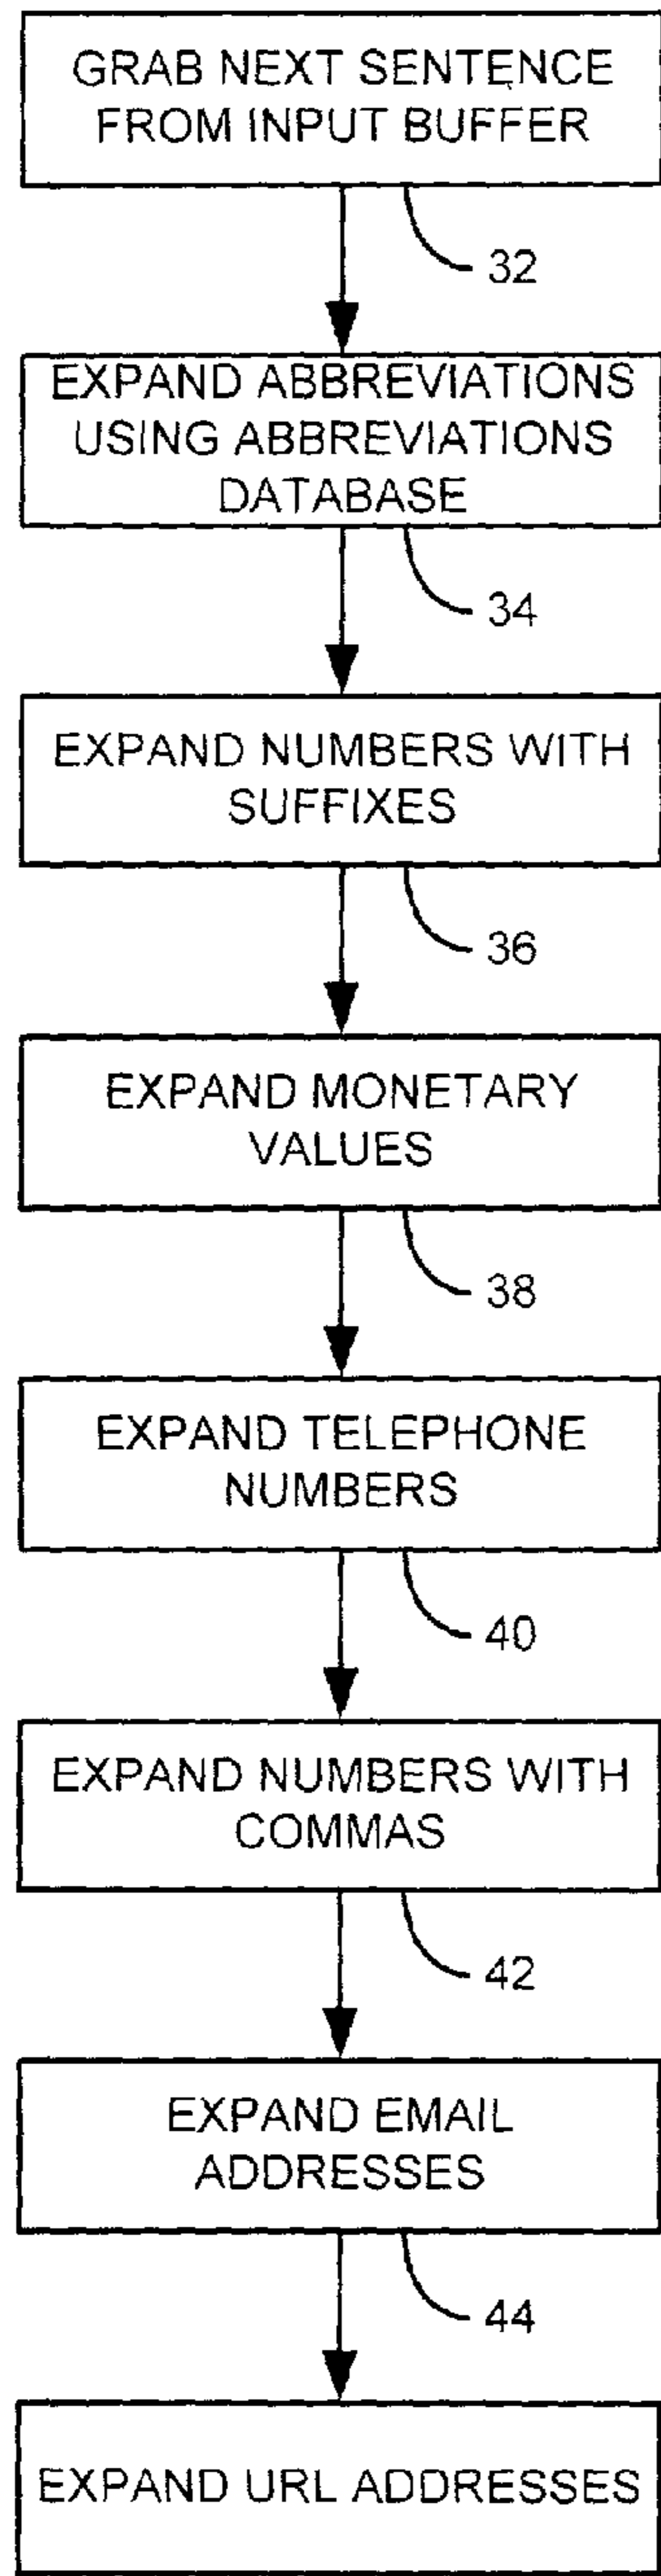 GRAB NEXT SENTENCE
FROM INPUT BUFFER
32
EXPAND ABBREVIATIONS
USING ABBREVIATIONS
DATABASE
34
EXPAND NUMBERS WITH
SUFFIXES
36
EXPAND MONETARY
VALUES
38
EXPAND TELEPHONE
NUMBERS
40
EXPAND NUMBERS WITH
COMMAS
42
EXPAND EMAIL
ADDRESSES
44
EXPAND URL ADDRESSES